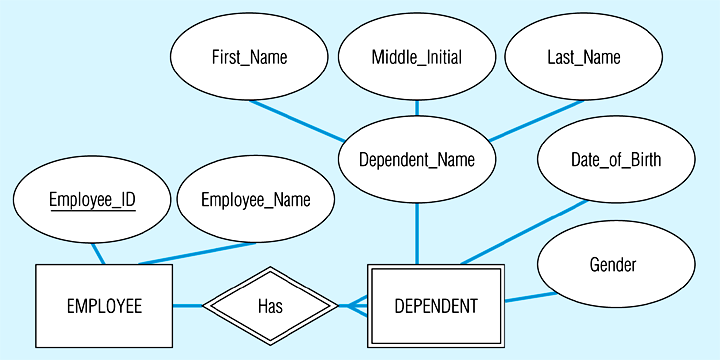 First_Name
Middle_Initial
Last_Name
Dependent_Name
Date_of_Birth
Employee_ID
Employee_Name
Gender
EMPLOYEE
Has
DEPENDENT